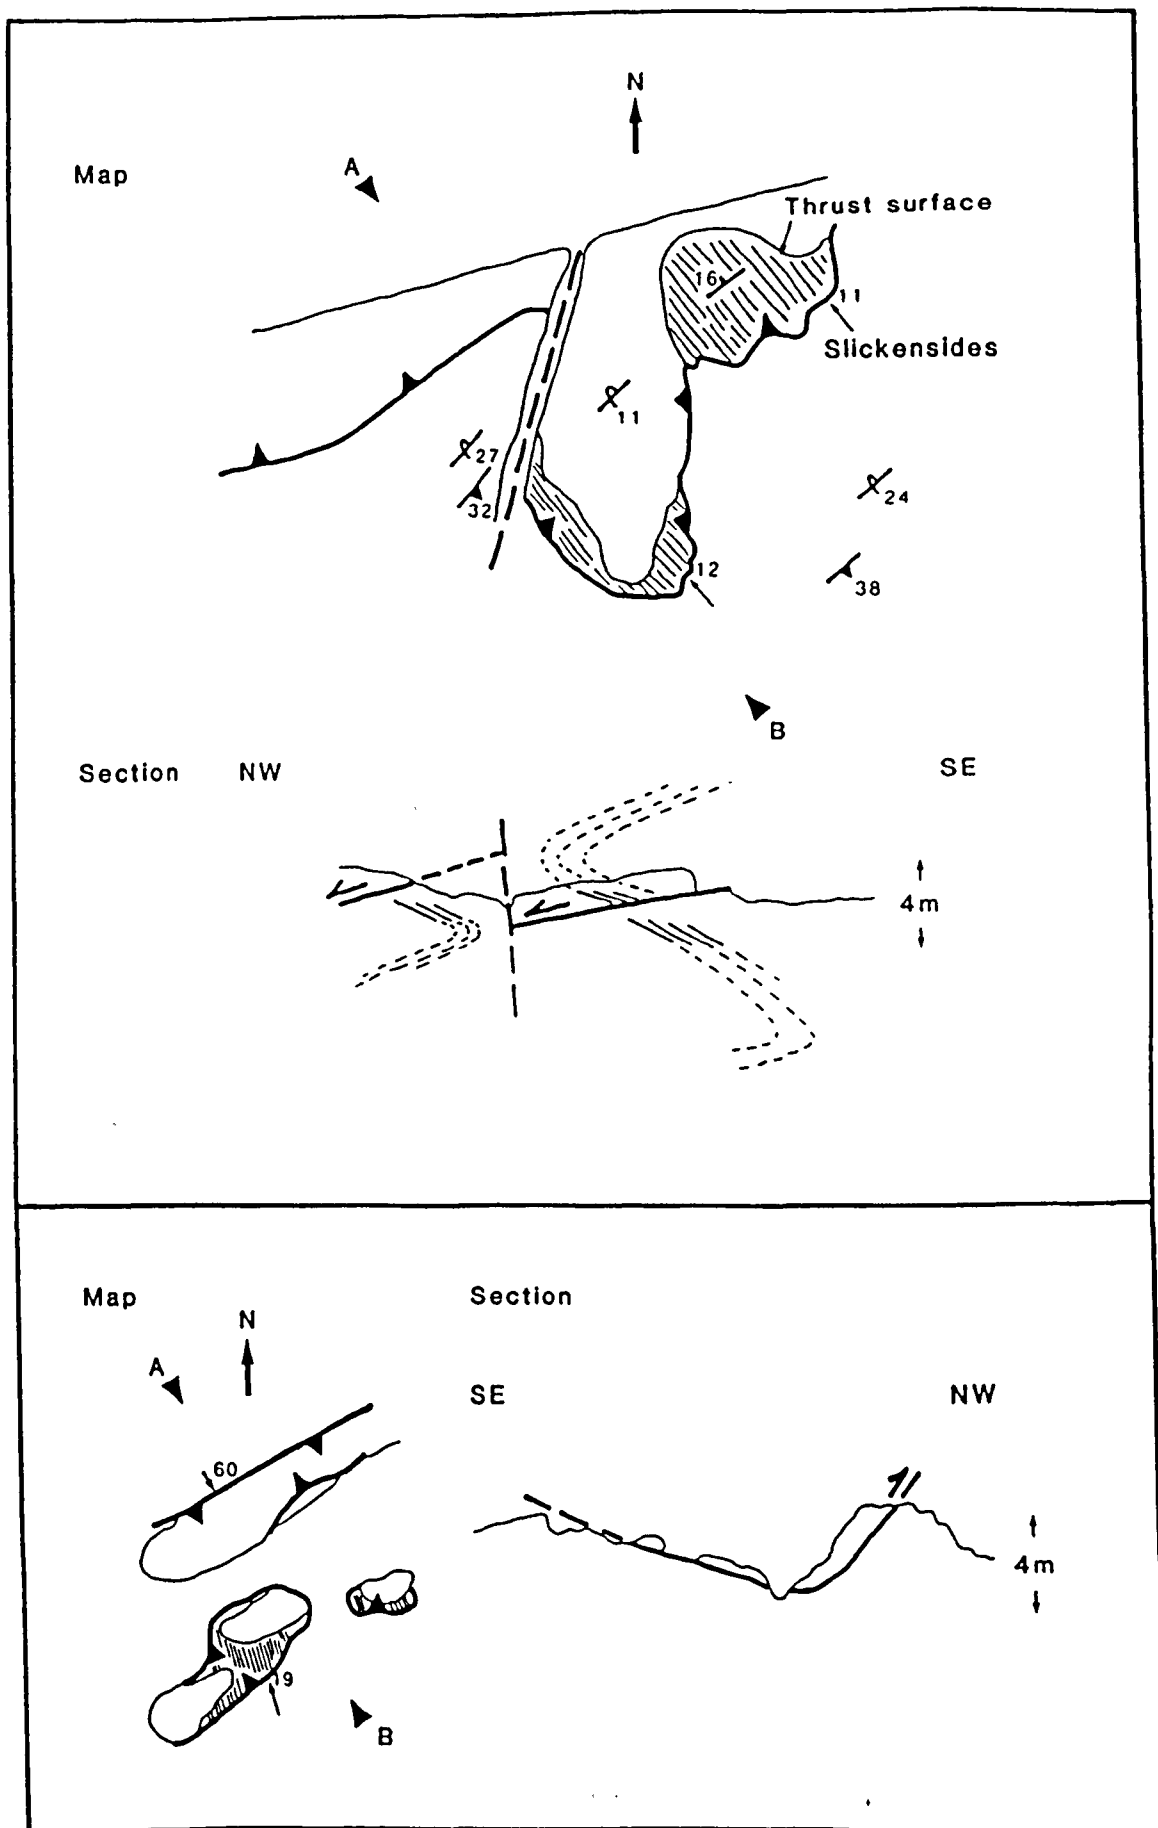 N
Map
A
Thrust surface
16
11
Slickensides
11
27
32
24
12
38
B
Section NW SE
4m
Map
Section
N
A
SE NW
60
4m
19
B